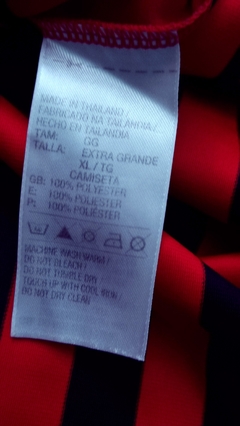 MADE IN THAILAND /
FABRICADO NA TAILÂNDIA /
HECHO EN TAILANDIA
TAM: GG
TALLA: EXTRA GRANDE
XL / TG
CAMISETA
GB: 100% POLYESTER
E: 100% POLYESTER
P: 100% POLIÉSTER
MACHINE WASH WARM /
DO NOT BLEACH /
DO NOT TUMBLE DRY
TOUCH UP WITH COOL IRON /
DO NOT DRY CLEAN